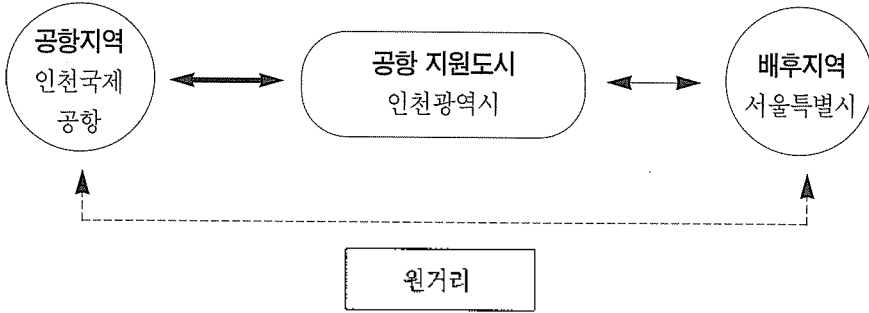 공항지역
인천국제
공항
공항 지원도시
인천광역시
배후지역
서울특별시
원거리